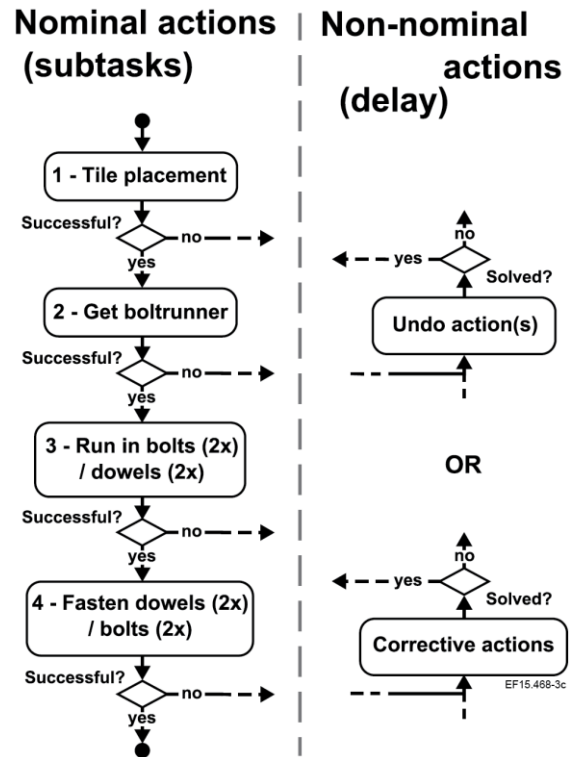 Nominal actions
(subtasks)
1 - Tile placement
Successful?
no
yes
2 - Get boltrunner
Successful?
no
yes
3 - Run in bolts (2x)
/ dowels (2x)
Successful?
no
yes
4 - Fasten dowels (2x)
/ bolts (2x)
Successful?
no
yes
Non-nominal
actions
(delay)
no
yes
Solved?
Undo action(s)
OR
no
yes
Solved?
Corrective actions
EF15.468-3c